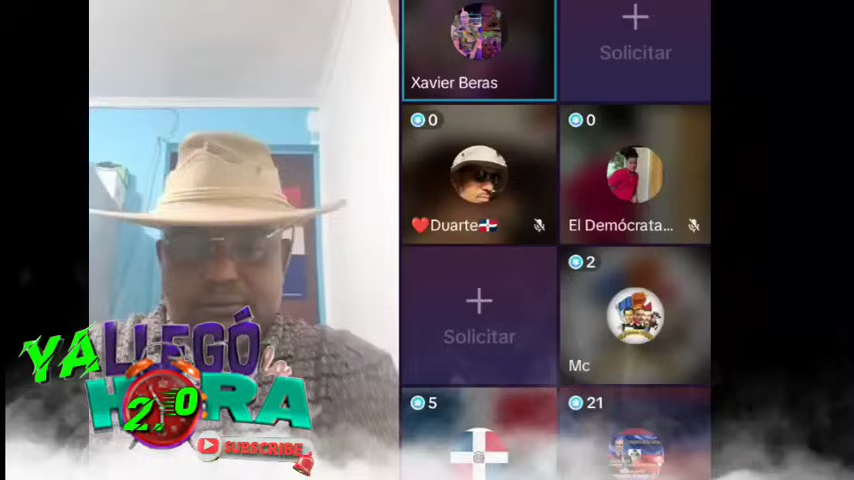 Solicitar
Xavier Beras
0
0
❤️Duarte🇩🇴
El Demócrata...
Solicitar
2
Mc
5
21
YA LLEGÓ
LA
HORA
2.0
SUBSCRIBE